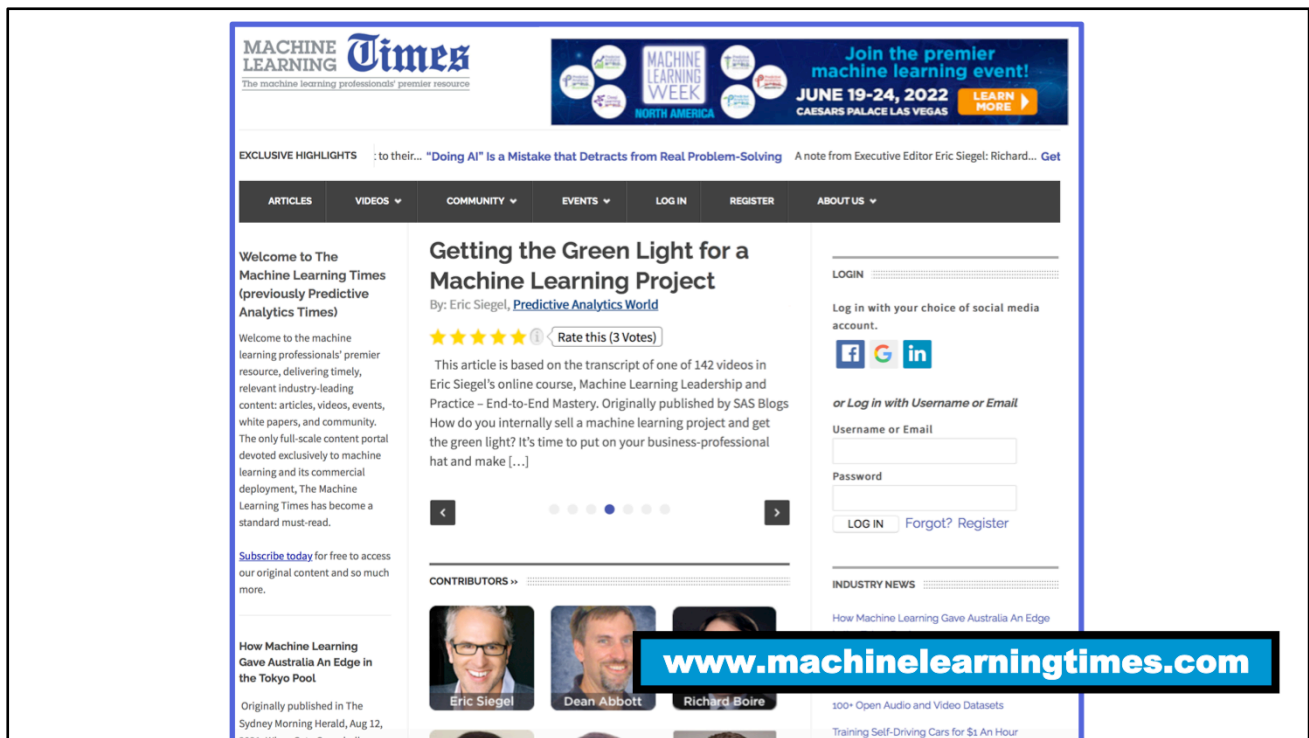 MACHINE
LEARNING Times
The machine learning professionals' premier resource
MACHINE
LEARNING
WEEK
NORTH AMERICA
Join the premier
machine learning event!
JUNE 19-24, 2022
CAESARS PALACE LAS VEGAS
LEARN
MORE
EXCLUSIVE HIGHLIGHTS
to their... "Doing AI" Is a Mistake that Detracts from Real Problem-Solving A note from Executive Editor Eric Siegel: Richard... Get
ARTICLES VIDEOS COMMUNITY EVENTS LOG IN REGISTER ABOUT US
Welcome to The
Machine Learning Times
(previously Predictive
Analytics Times)
Welcome to the machine
learning professionals' premier
resource, delivering timely,
relevant industry-leading
content: articles, videos, events,
white papers, and community.
The only full-scale content portal
devoted exclusively to machine
learning and its commercial
deployment, The Machine
Learning Times has become a
standard must-read.
Subscribe today for free to access
our original content and so much
more.
How Machine Learning
Gave Australia An Edge in
the Tokyo Pool
Originally published in The
Sydney Morning Herald, Aug 12,
Getting the Green Light for a
Machine Learning Project
By: Eric Siegel, Predictive Analytics World
Rate this (3 Votes)
This article is based on the transcript of one of 142 videos in
Eric Siegel's online course, Machine Learning Leadership and
Practice – End-to-End Mastery. Originally published by SAS Blogs
How do you internally sell a machine learning project and get
the green light? It's time to put on your business-professional
hat and make [...]
CONTRIBUTORS »
Eric Siegel
Dean Abbott
Richard Boire
LOGIN
Log in with your choice of social media
account.
or Log in with Username or Email
Username or Email
Password
LOG IN Forgot? Register
INDUSTRY NEWS
How Machine Learning Gave Australia An Edge
www.machinelearningtimes.com
100+ Open Audio and Video Datasets
Training Self-Driving Cars for $1 An Hour